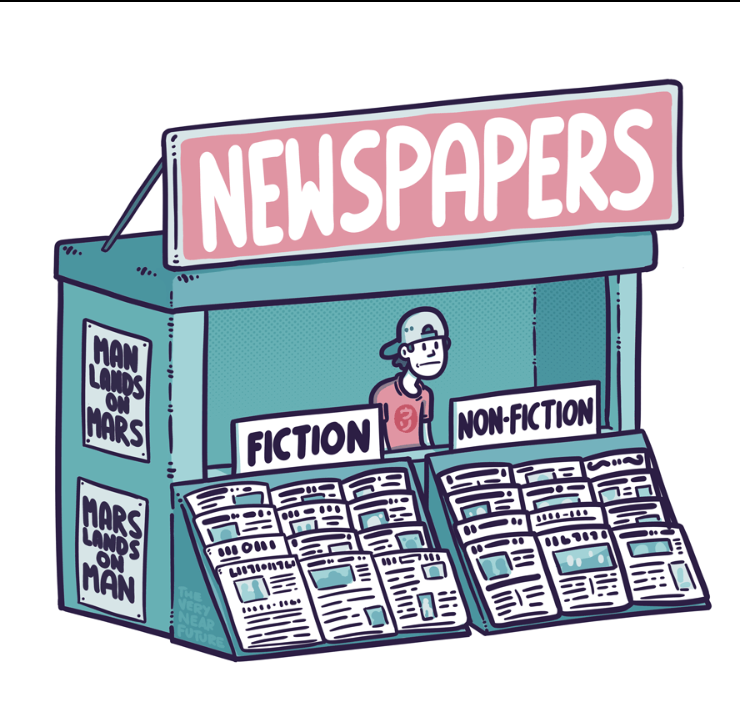 NEWSPAPERS
MAN
LANDS
ON
MARS
FICTION
NON-FICTION
MARS
LANDS
ON
MAN
THE
VERY
NEAR
FUTURE